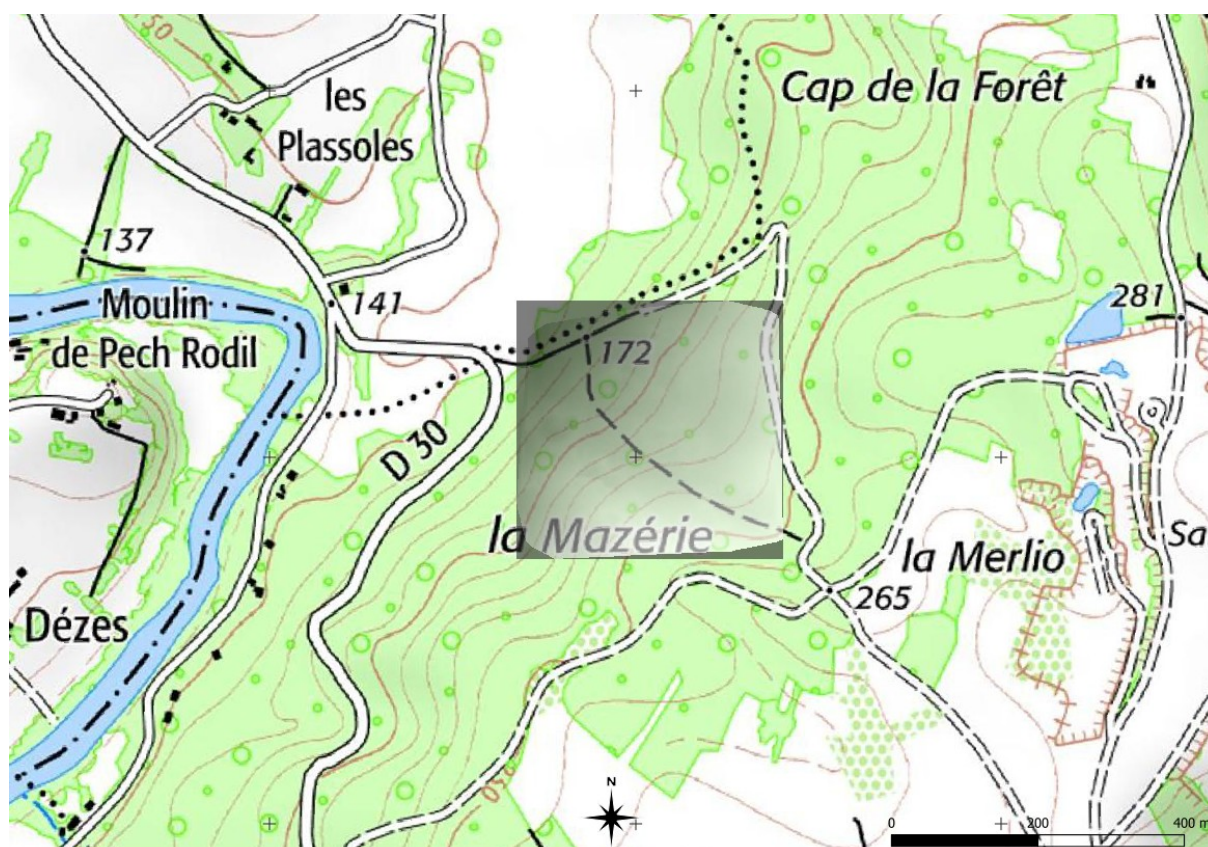 150
les
Plassoles
Cap de la Forêt
137
Moulin
de Pech Rodil
141
281
172
D 30
la Mazérie
la Merlio
Sa
265
Dézes
N
0 200 400 m